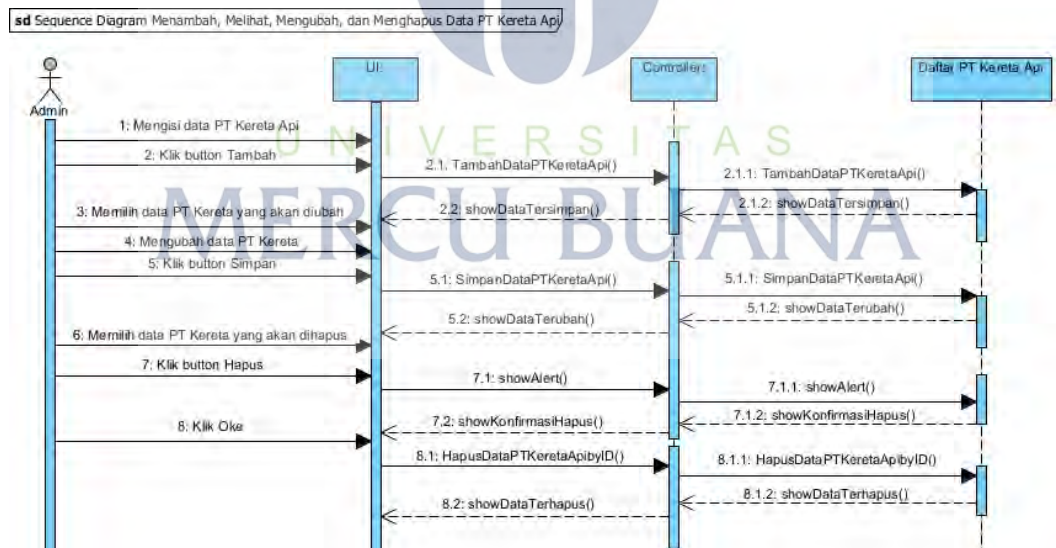 sd Sequence Diagram Menambah, Melihat, Mengubah, dan Menghapus Data PT Kereta Api
UI:
Controller:
Daftar PT Kereta Api
Admin
1: Mengisi data PT Kereta Api
UNIVERSITAS
2: Klik button Tambah
2.1. TambahDataPTKeretaApi()
2.1.1: TambahDataPTKeretaApi()
MERCU BUANA
2.1.2: showDataTersimpan()
2.2: showDataTersimpan()
3: Memilih data PT Kereta yang akan diubah
4: Mengubah data PT Kereta
5: Klik button Simpan
5.1: SimpanDataPTKeretaApi()
5.1.1: SimpanDataPTKeretaApi()
5.1.2: showDataTerubah()
5.2: showDataTerubah()
6: Memilih data PT Kereta yang akan dihapus
7: Klik button Hapus
7.1: showAlert()
7.1.1: showAlert()
7.1.2: showKonfirmasiHapus()
7.2: showKonfirmasiHapus()
8: Klik Oke
8.1: HapusDataPTKeretaApibyID()
8.1.1: HapusDataPTKeretaApibyID()
8.1.2: showDataTerhapus()
8.2: showDataTerhapus()